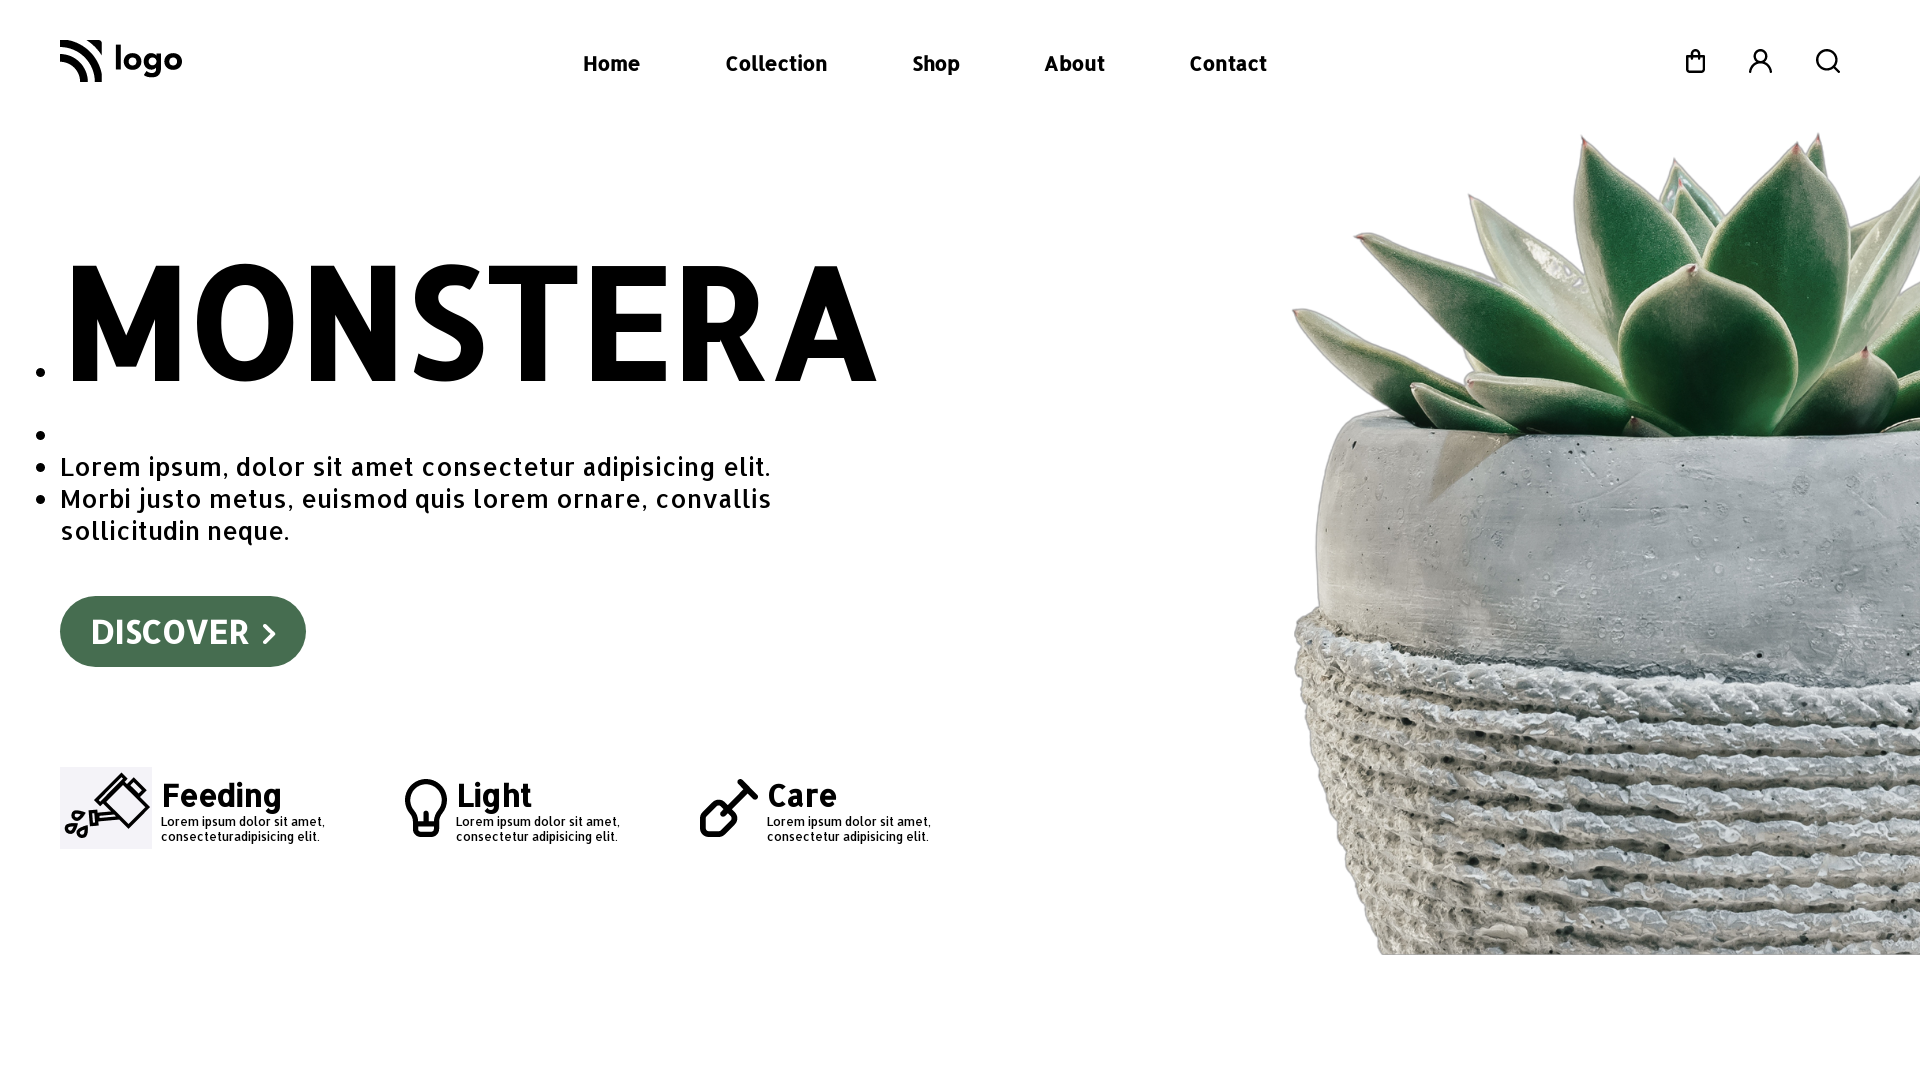 logo
Home
Collection
Shop
About
Contact
MONSTERA
Lorem ipsum, dolor sit amet consectetur adipisicing elit.
Morbi justo metus, euismod quis lorem ornare, convallis
sollicitudin neque.
DISCOVER
Feeding
Lorem ipsum dolor sit amet,
consecteturadipisicing elit.
Light
Lorem ipsum dolor sit amet,
consectetur adipisicing elit.
Care
Lorem ipsum dolor sit amet,
consectetur adipisicing elit.